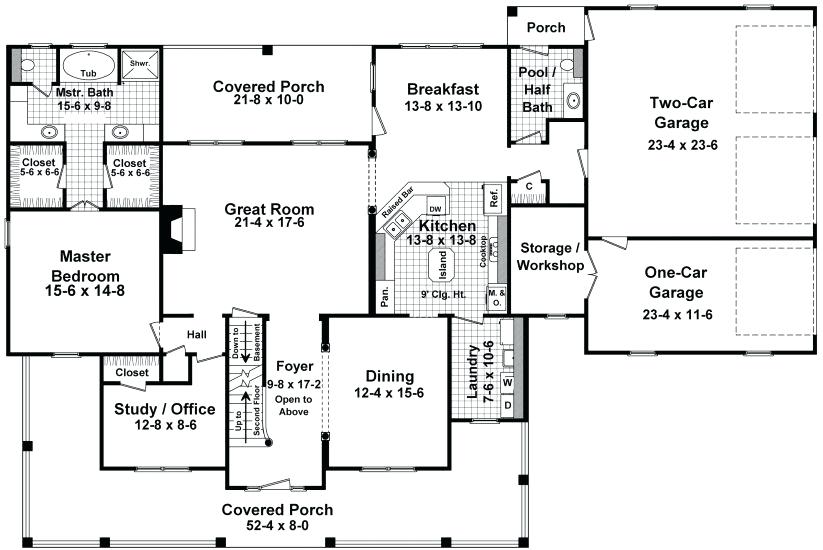 Porch
Shwr.
Tub
Mstr. Bath
15-6 x 9-8
Covered Porch
21-8 x 10-0
Breakfast
13-8 x 13-10
Pool /
Half
Bath
Two-Car
Garage
23-4 x 23-6
Closet
5-6 x 6-6
Closet
5-6 x 6-6
C
Great Room
21-4 x 17-6
Raised Bar
DW
Ref.
Kitchen
13-8 x 13-8
Cooktop
Island
Pan.
9' Clg. Ht.
M. &
O.
Storage /
Workshop
Master
Bedroom
15-6 x 14-8
One-Car
Garage
23-4 x 11-6
Hall
Down to
Basement
Closet
Foyer
9-8 x 17-2
Open to
Above
Dining
12-4 x 15-6
Laundry
7-6 x 10-6
W
D
Study / Office
12-8 x 8-6
Up to
Second Floor
Covered Porch
52-4 x 8-0